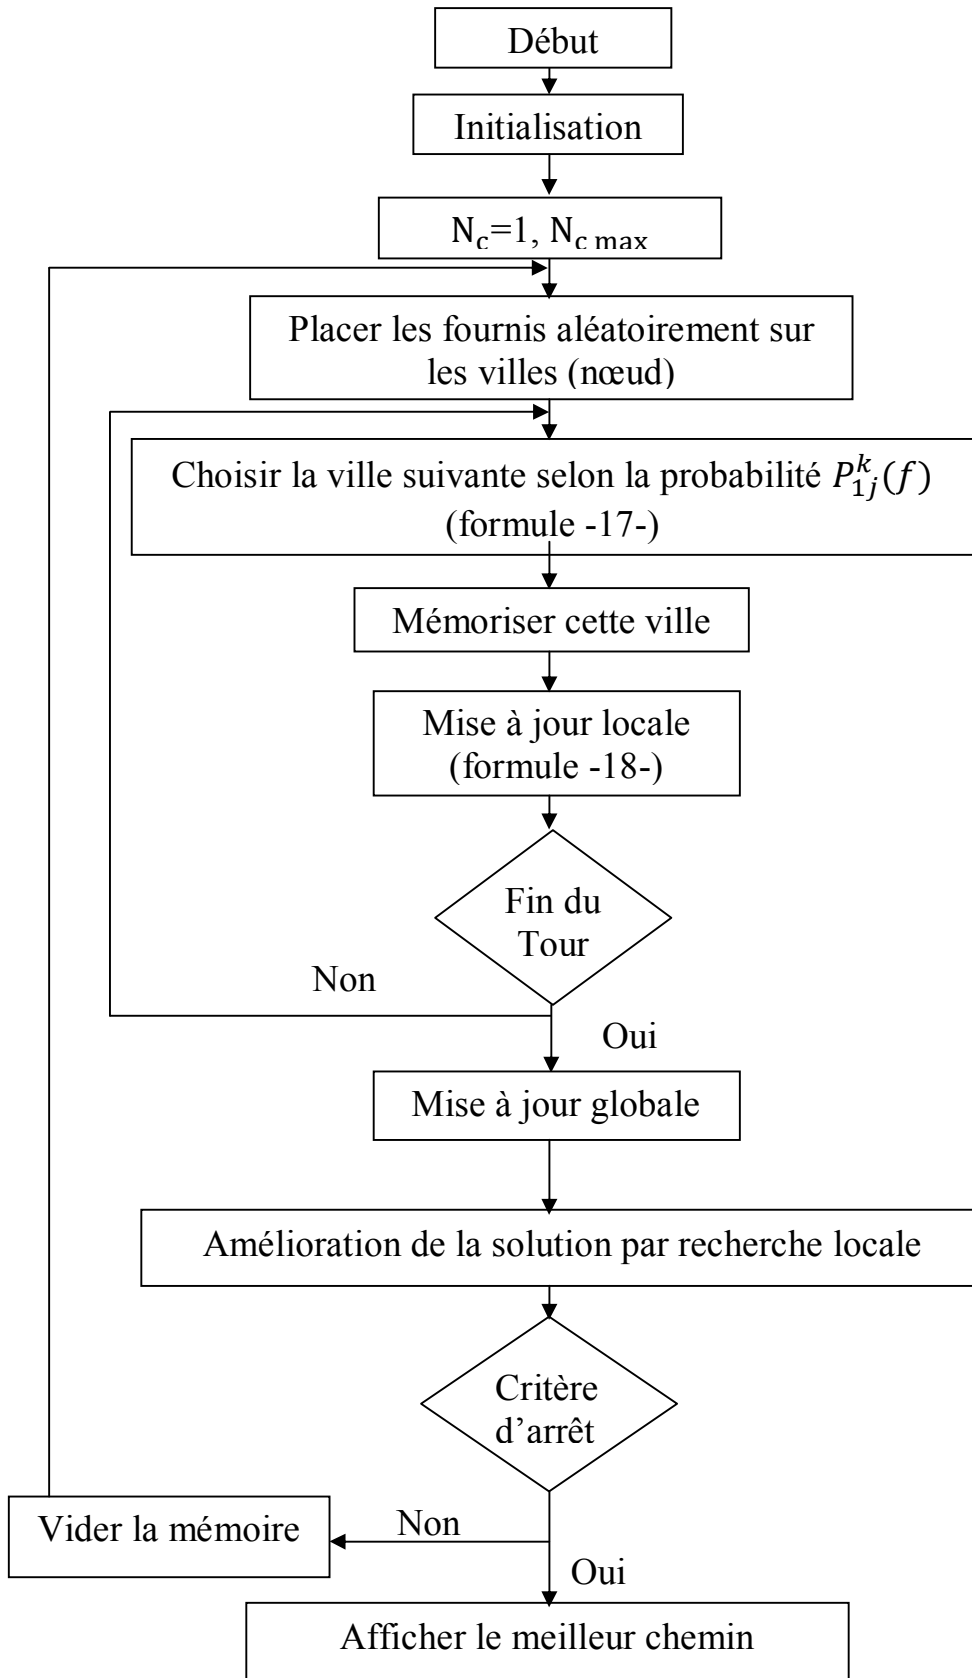 Début
Initialisation
N_c=1, N_c max
Placer les fournis aléatoirement sur
les villes (nœud)
Choisir la ville suivante selon la probabilité P_{1j}^{k}(f)
(formule -17-)
Mémoriser cette ville
Mise à jour locale
(formule -18-)
Fin du
Tour
Non
Oui
Mise à jour globale
Amélioration de la solution par recherche locale
Critère
d’arrêt
Vider la mémoire
Non
Oui
Afficher le meilleur chemin